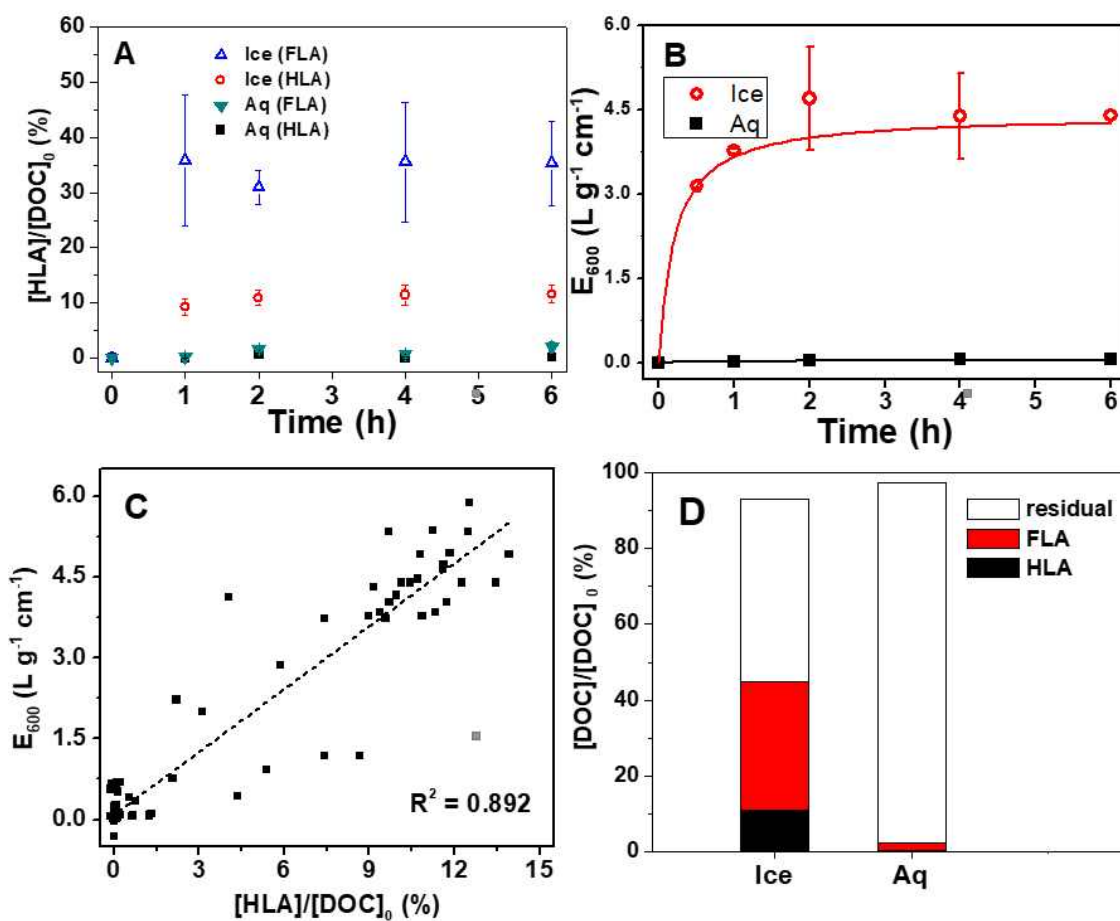 A
Ice (FLA)
Ice (HLA)
Aq (FLA)
Aq (HLA)
[HLA]/[DOC]₀ (%)
60
50
40
30
20
10
0
0 1 2 3 4 5 6
Time (h)
B
Ice
Aq
E₆₀₀ (L g⁻¹ cm⁻¹)
6.0
4.5
3.0
1.5
0.0
0 1 2 3 4 5 6
Time (h)
C
E₆₀₀ (L g⁻¹ cm⁻¹)
6.0
4.5
3.0
1.5
0.0
R² = 0.892
0 3 6 9 12 15
[HLA]/[DOC]₀ (%)
D
residual
FLA
HLA
[DOC]/[DOC]₀ (%)
100
80
60
40
20
0
Ice Aq